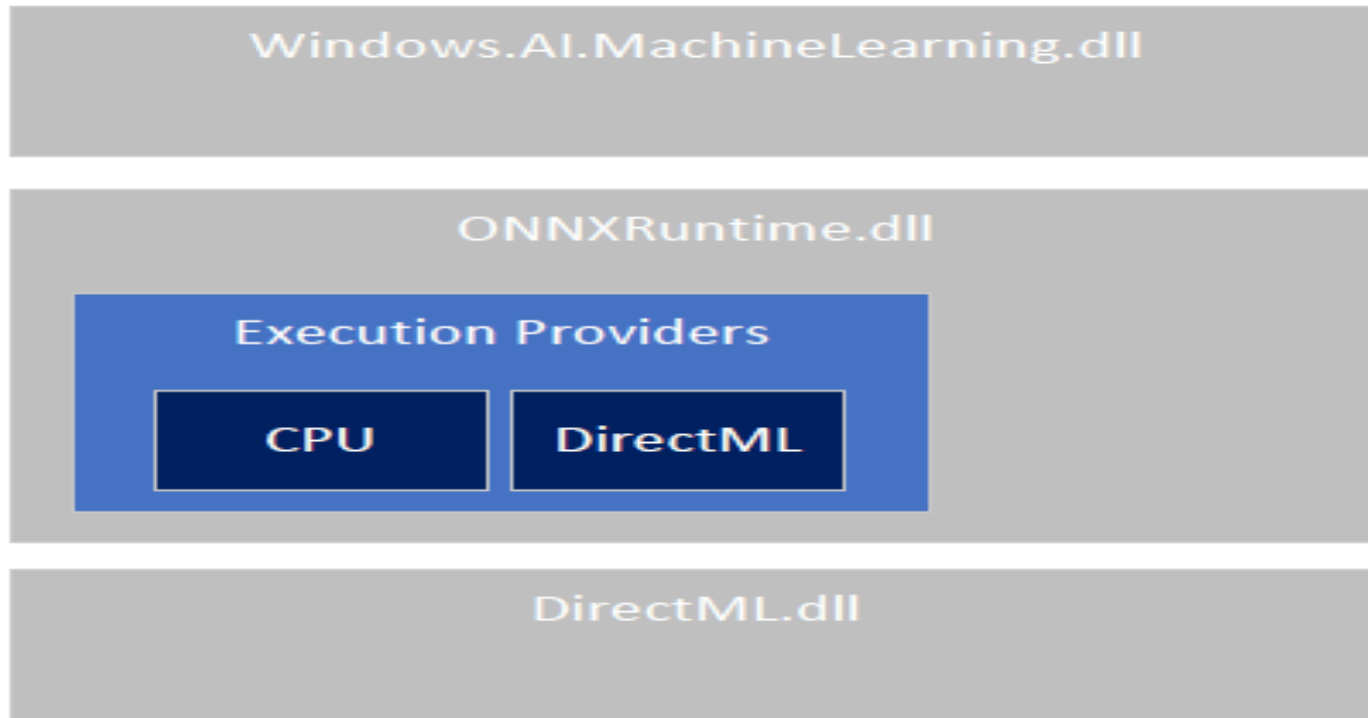 Windows.AI.MachineLearning.dll
ONNXRuntime.dll
Execution Providers
CPU
DirectML
DirectML.dll